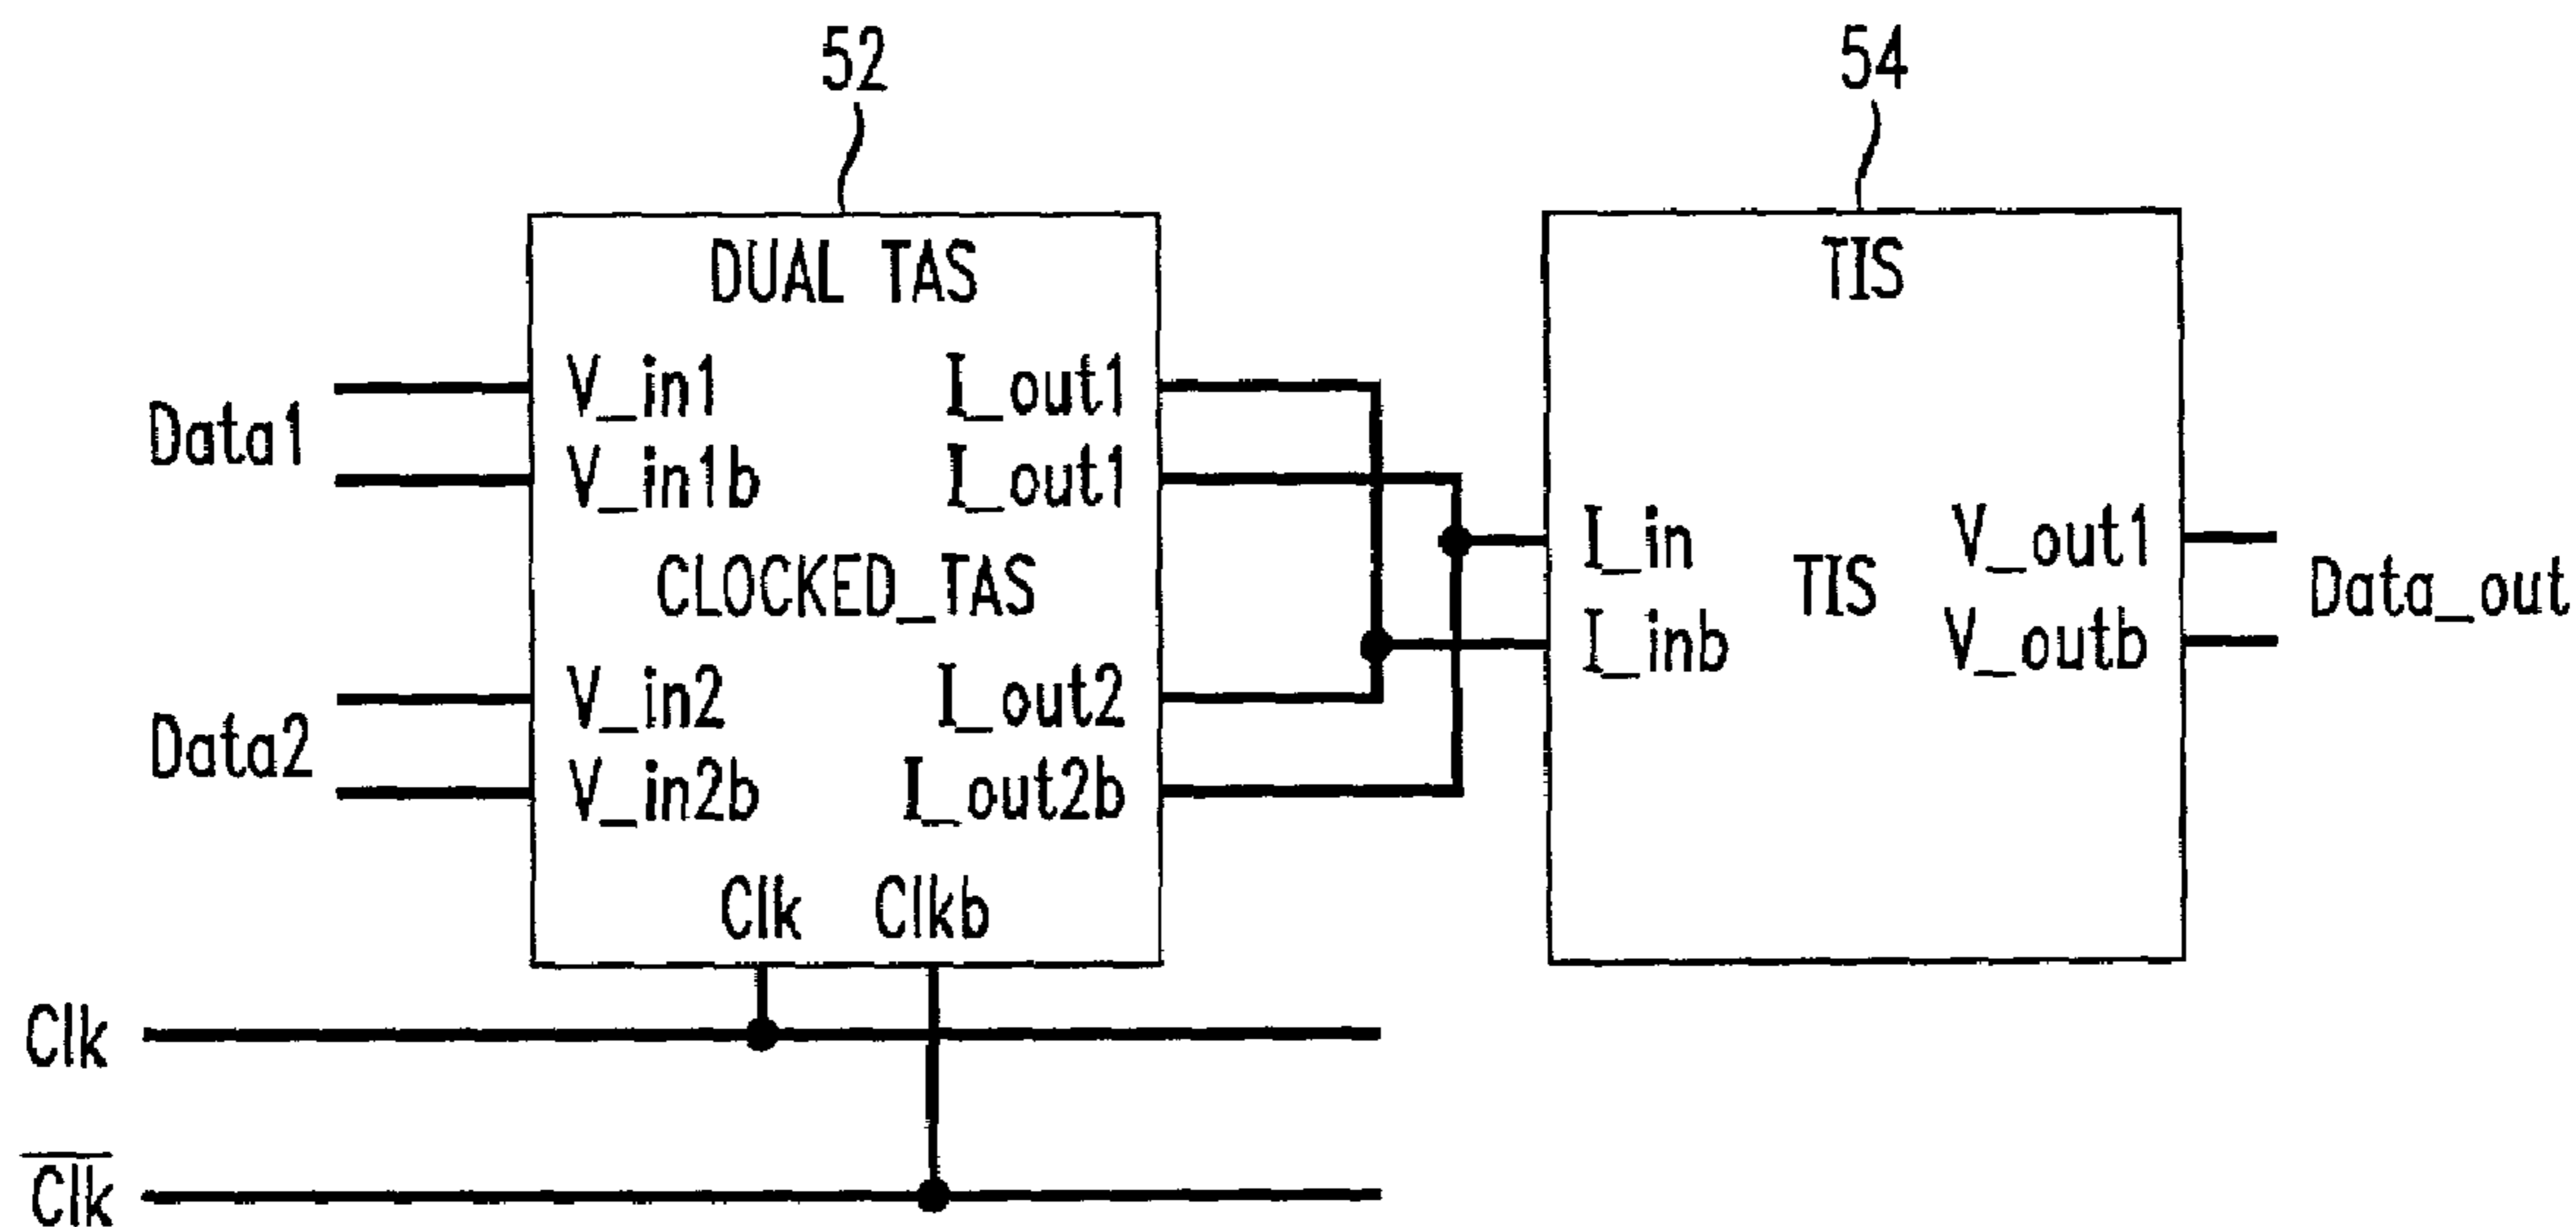 52
54
DUAL TAS
TIS
Data1
V_in1
I_out1
V_in1b
I_out1
CLOCKED_TAS
Data2
V_in2
I_out2
V_in2b
I_out2b
Clk
Clkb
I_in
I_inb
TIS
V_out1
V_outb
Data_out
Clk
C̅l̅k̅